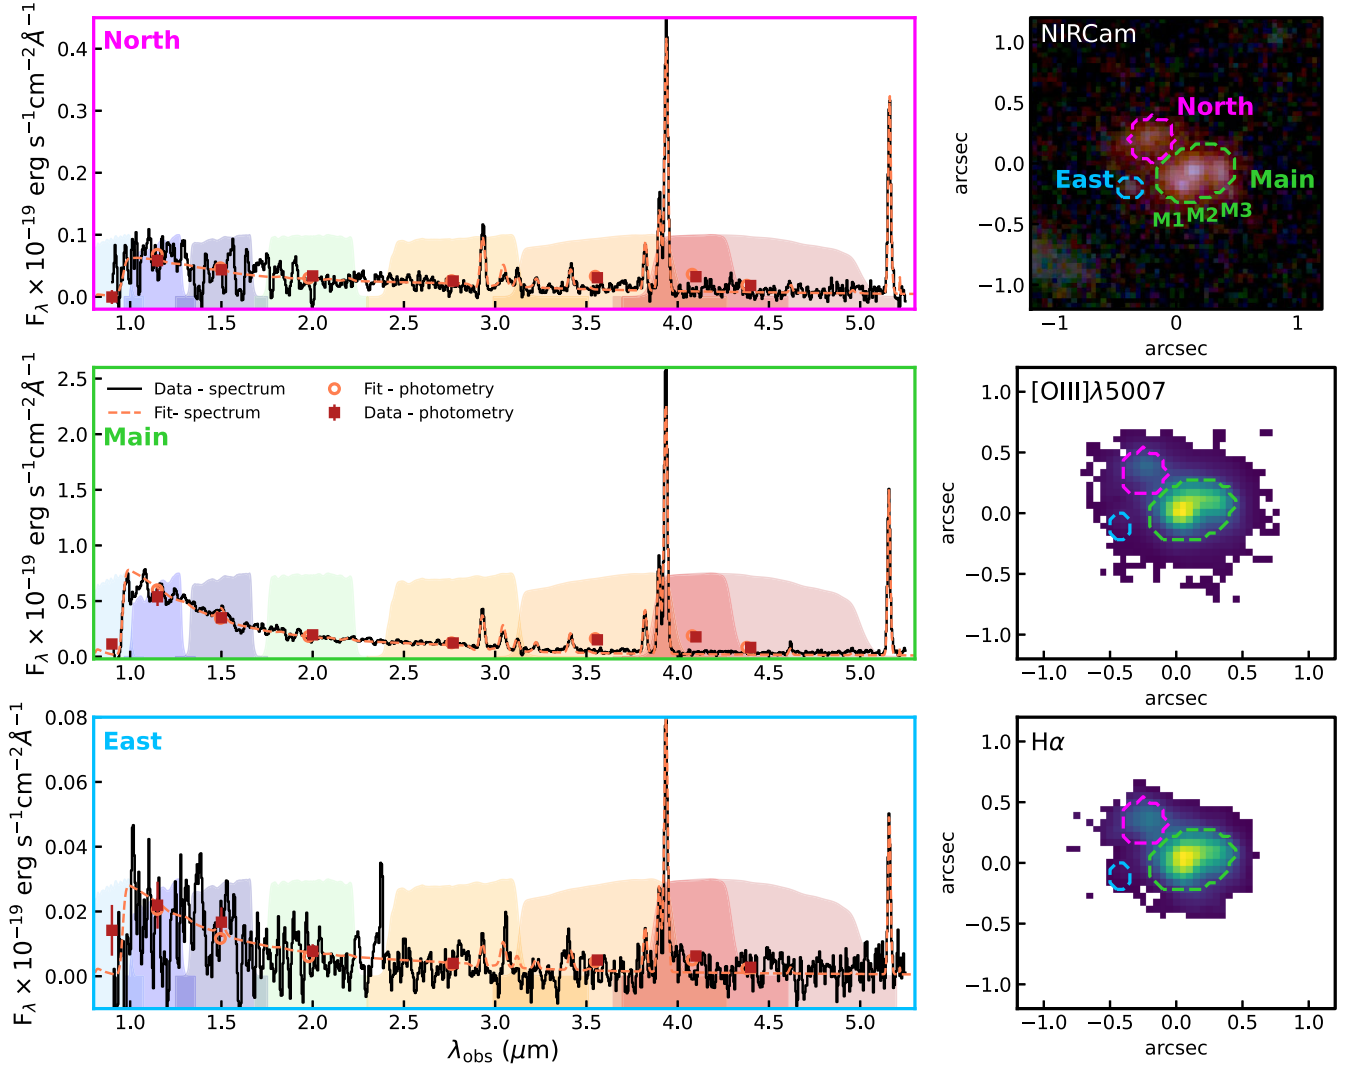 North
F_λ × 10⁻¹⁹ erg s⁻¹cm⁻²Å⁻¹
0.4
0.3
0.2
0.1
0.0
1.0 1.5 2.0 2.5 3.0 3.5 4.0 4.5 5.0
NIRCam
North
East
Main
M1 M2 M3
arcsec
1.0
0.5
0.0
−0.5
−1.0
−1 0 1
arcsec
Data - spectrum
Fit- spectrum
Fit - photometry
Data - photometry
Main
F_λ × 10⁻¹⁹ erg s⁻¹cm⁻²Å⁻¹
2.5
2.0
1.5
1.0
0.5
0.0
1.0 1.5 2.0 2.5 3.0 3.5 4.0 4.5 5.0
[OIII]λ5007
arcsec
1.0
0.5
0.0
−0.5
−1.0
−1.0 −0.5 0.0 0.5 1.0
arcsec
East
F_λ × 10⁻¹⁹ erg s⁻¹cm⁻²Å⁻¹
0.08
0.06
0.04
0.02
0.00
1.0 1.5 2.0 2.5 3.0 3.5 4.0 4.5 5.0
λ_obs (μm)
Hα
arcsec
1.0
0.5
0.0
−0.5
−1.0
−1.0 −0.5 0.0 0.5 1.0
arcsec